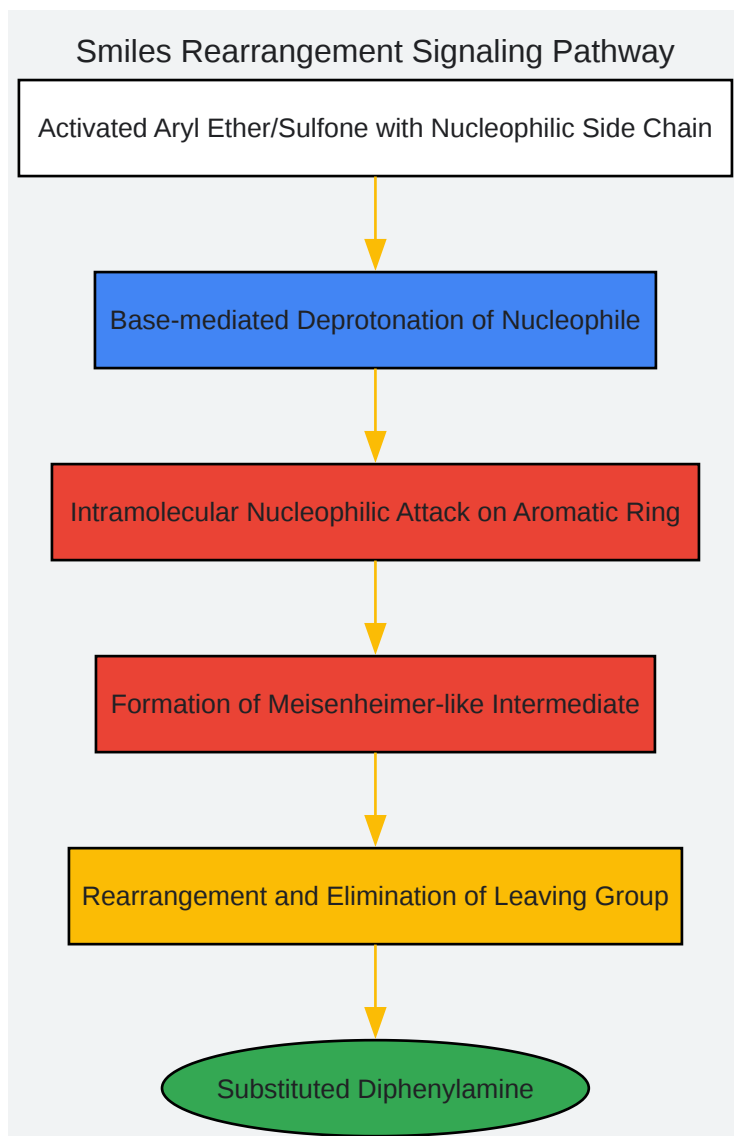 Smiles Rearrangement Signaling Pathway
Activated Aryl Ether/Sulfone with Nucleophilic Side Chain
Base-mediated Deprotonation of Nucleophile
Intramolecular Nucleophilic Attack on Aromatic Ring
Formation of Meisenheimer-like Intermediate
Rearrangement and Elimination of Leaving Group
Substituted Diphenylamine